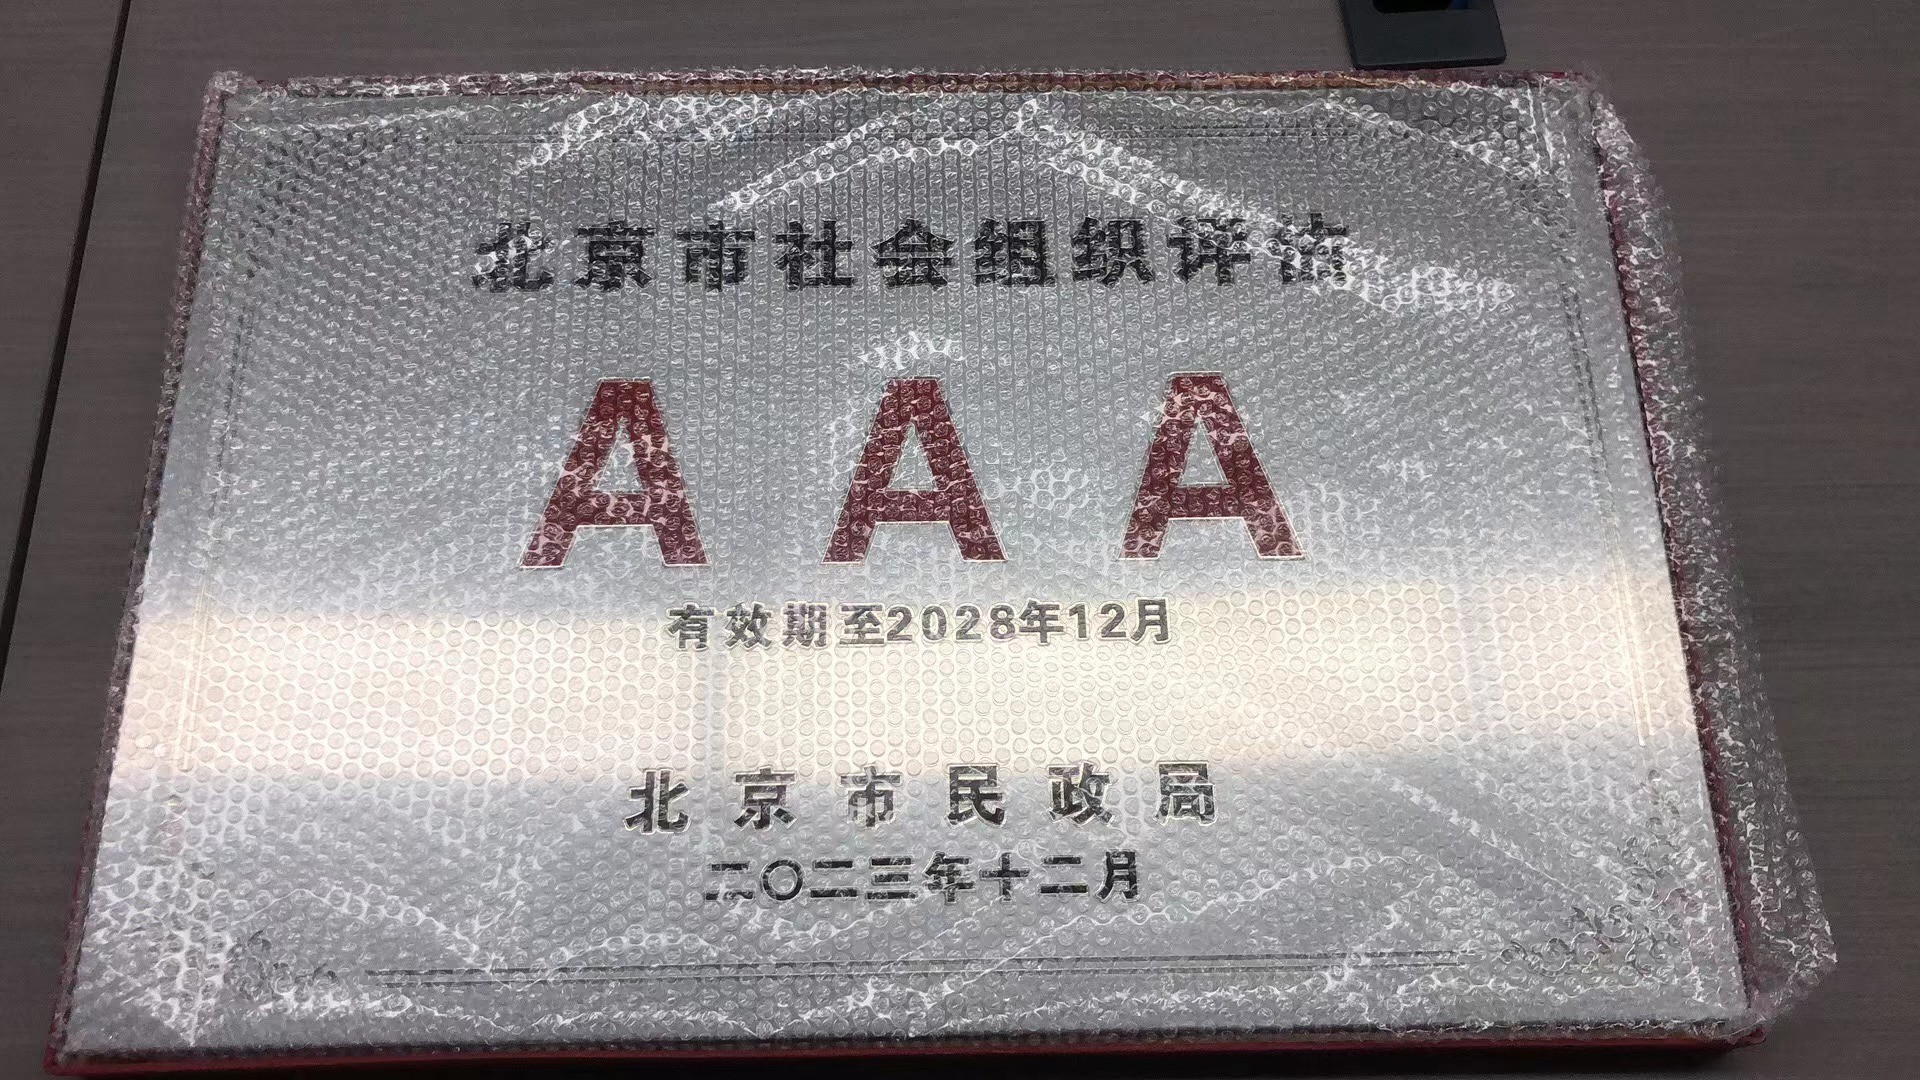 北京市社会组织评估
A A A
有效期至2028年12月
北京市民政局
二〇二三年十二月